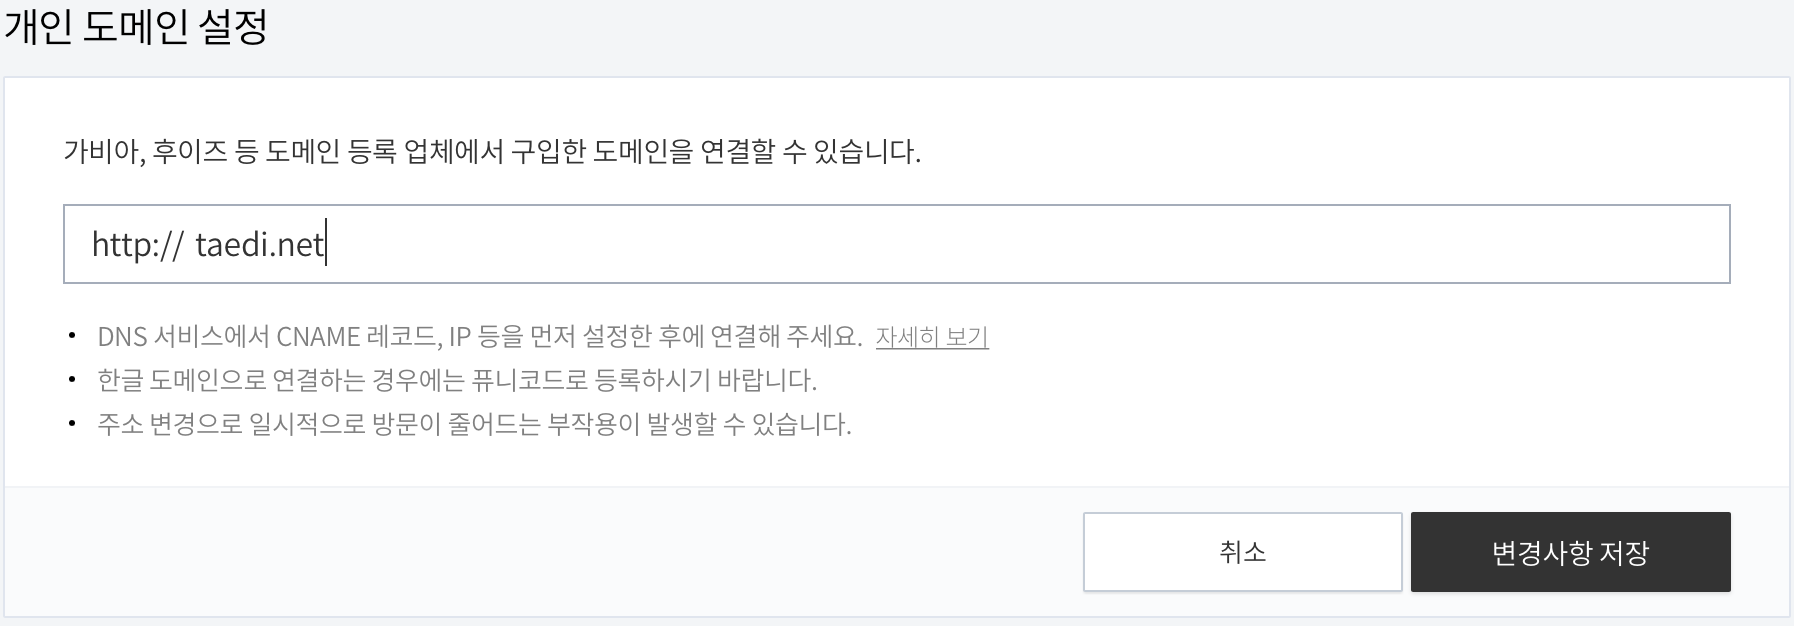 개인 도메인 설정
가비아, 후이즈 등 도메인 등록 업체에서 구입한 도메인을 연결할 수 있습니다.
http:// taedi.net
• DNS 서비스에서 CNAME 레코드, IP 등을 먼저 설정한 후에 연결해 주세요. 자세히 보기
• 한글 도메인으로 연결하는 경우에는 퓨니코드로 등록하시기 바랍니다.
• 주소 변경으로 일시적으로 방문이 줄어드는 부작용이 발생할 수 있습니다.
취소 변경사항 저장